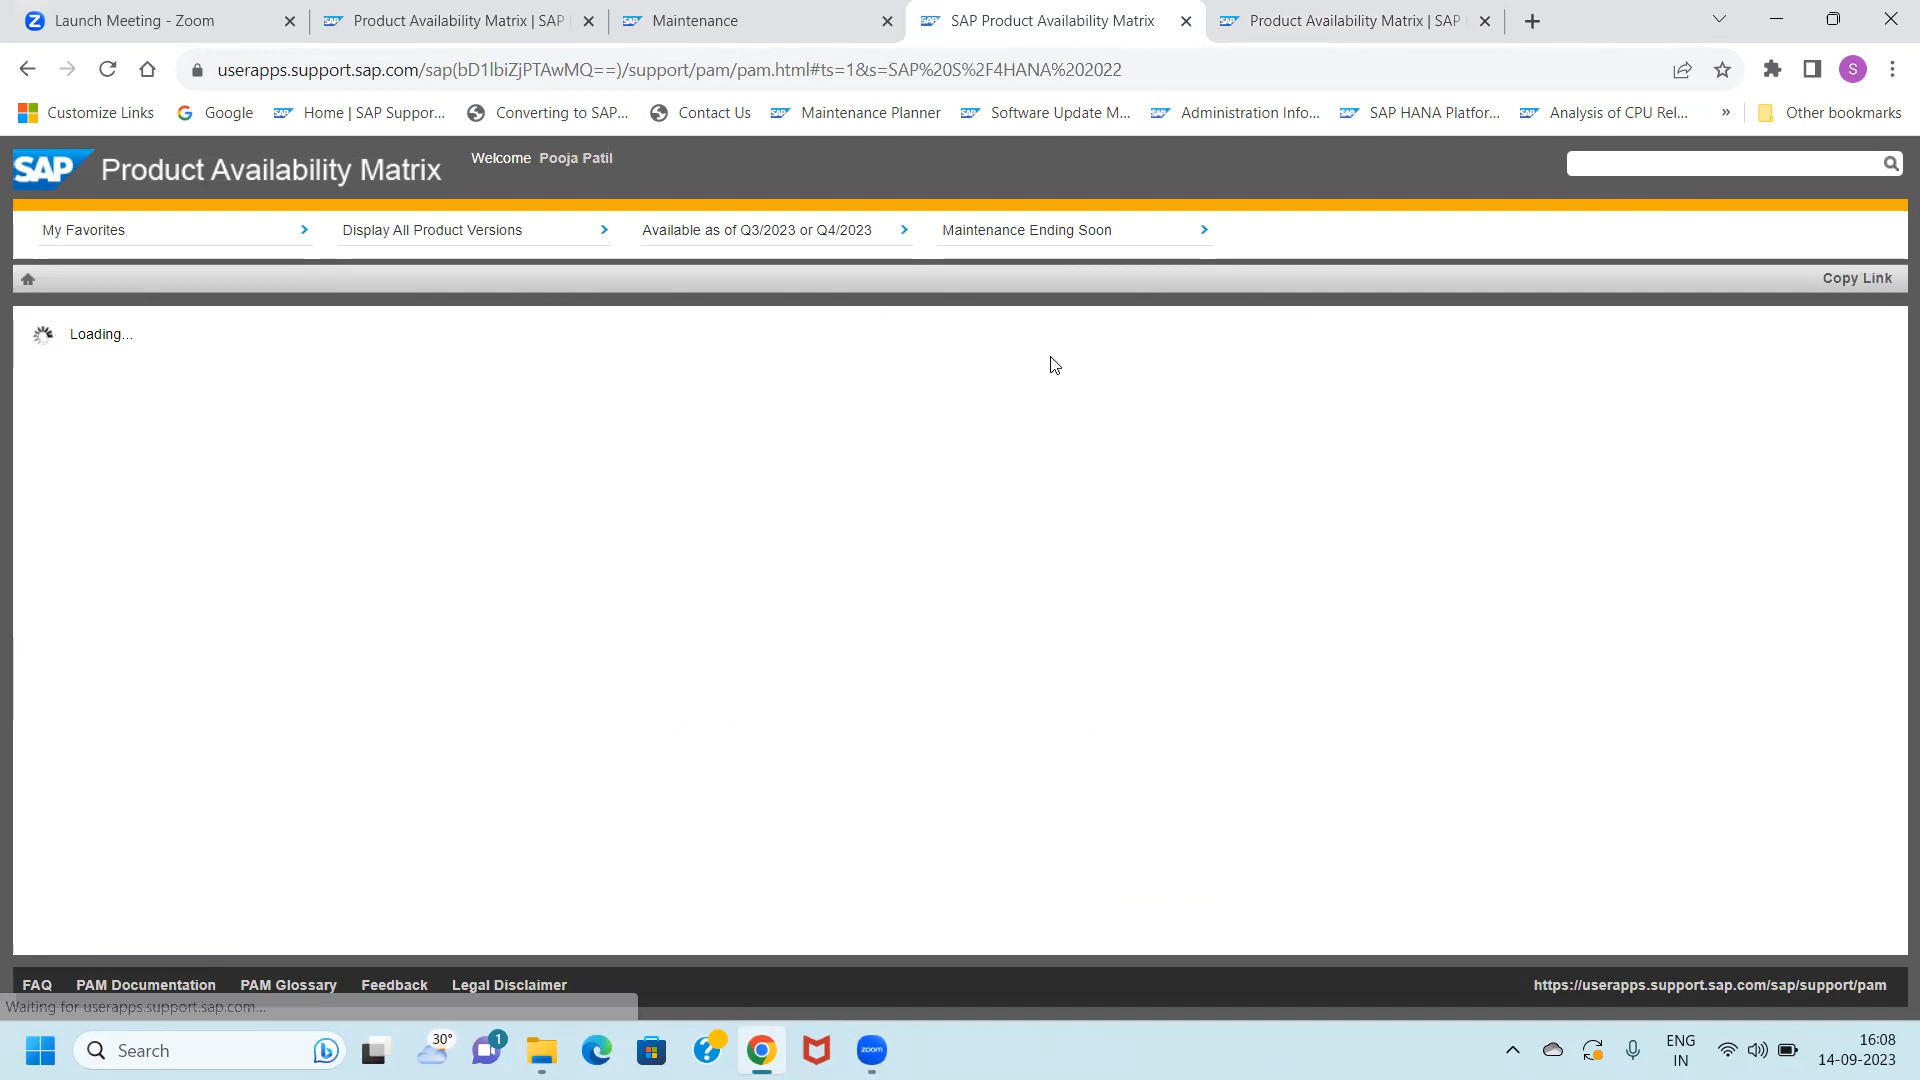 Launch Meeting - Zoom
Product Availability Matrix | SAP
Maintenance
SAP Product Availability Matrix
Product Availability Matrix | SAP
userapps.support.sap.com/sap(bD1lbiZjPTAwMQ==)/support/pam/pam.html#ts=1&s=SAP%20S%2F4HANA%202022
S
Customize Links
Google
Home | SAP Suppor...
Converting to SAP...
Contact Us
Maintenance Planner
Software Update M...
Administration Info...
SAP HANA Platfor...
Analysis of CPU Rel...
»
Other bookmarks
SAP Product Availability Matrix
Welcome Pooja Patil
My Favorites
Display All Product Versions
Available as of Q3/2023 or Q4/2023
Maintenance Ending Soon
Copy Link
Loading...
FAQ
PAM Documentation
PAM Glossary
Feedback
Legal Disclaimer
https://userapps.support.sap.com/sap/support/pam
Waiting for userapps.support.sap.com...
Search
30°
1
zoom
ENG
IN
16:08
14-09-2023